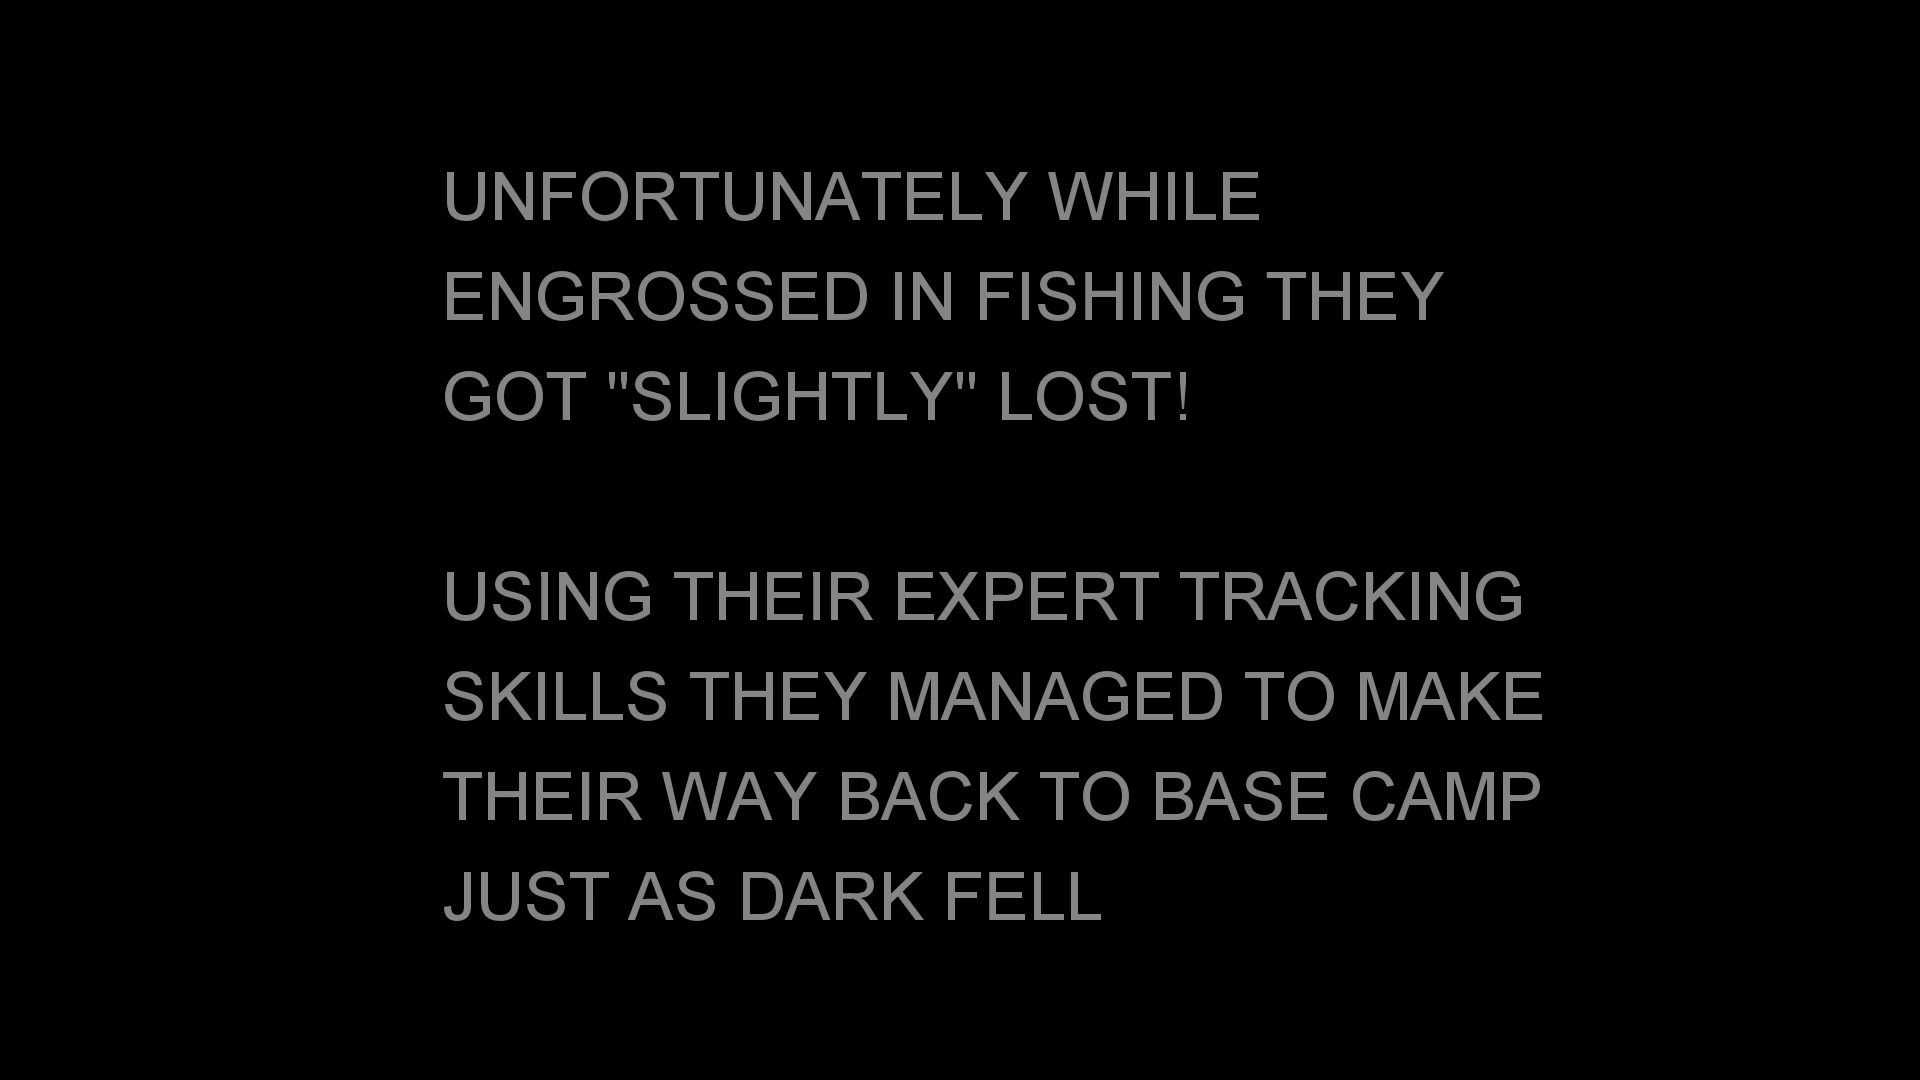 UNFORTUNATELY WHILE
ENGROSSED IN FISHING THEY
GOT "SLIGHTLY" LOST!
USING THEIR EXPERT TRACKING
SKILLS THEY MANAGED TO MAKE
THEIR WAY BACK TO BASE CAMP
JUST AS DARK FELL